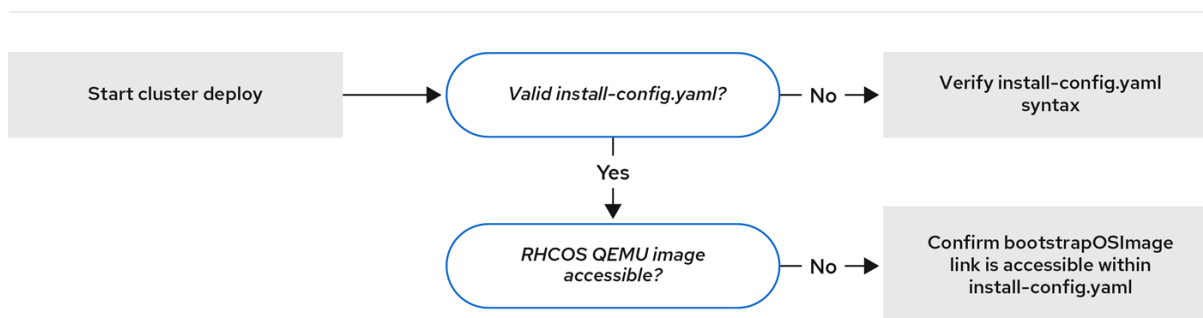 Start cluster deploy
Valid install-config.yaml?
No
Verify install-config.yaml
syntax
Yes
RHCOS QEMU image
accessible?
No
Confirm bootstrapOSImage
link is accessible within
install-config.yaml